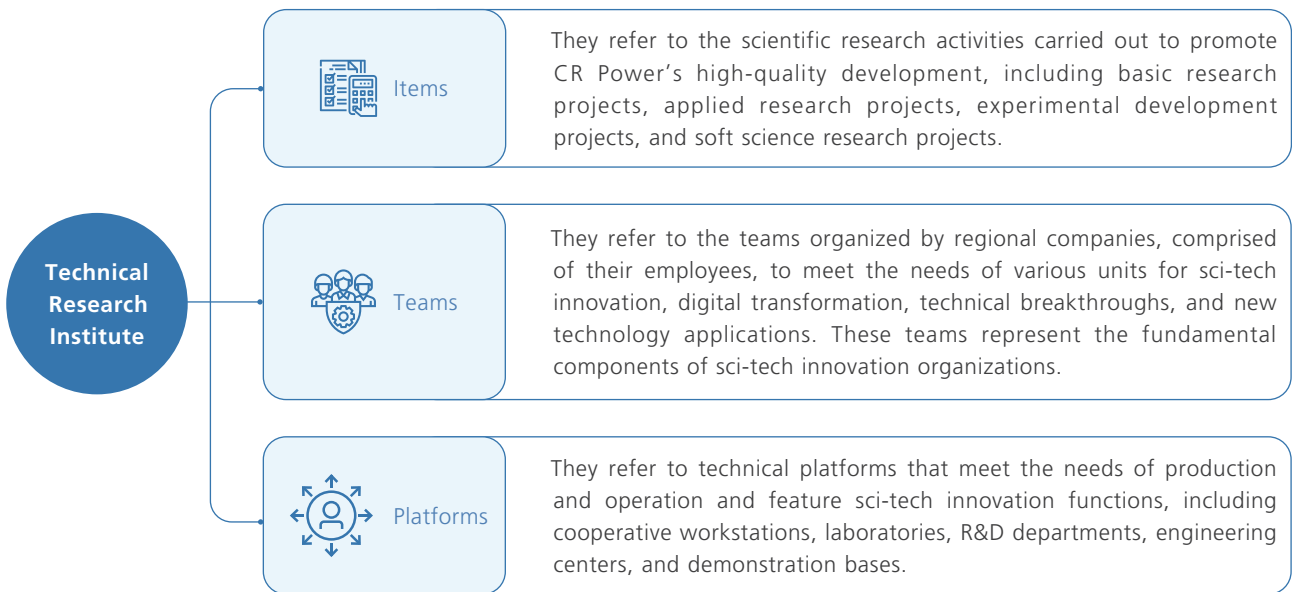 Technical
Research
Institute
Items
They refer to the scientific research activities carried out to promote
CR Power's high-quality development, including basic research
projects, applied research projects, experimental development
projects, and soft science research projects.
Teams
They refer to the teams organized by regional companies, comprised
of their employees, to meet the needs of various units for sci-tech
innovation, digital transformation, technical breakthroughs, and new
technology applications. These teams represent the fundamental
components of sci-tech innovation organizations.
Platforms
They refer to technical platforms that meet the needs of production
and operation and feature sci-tech innovation functions, including
cooperative workstations, laboratories, R&D departments, engineering
centers, and demonstration bases.